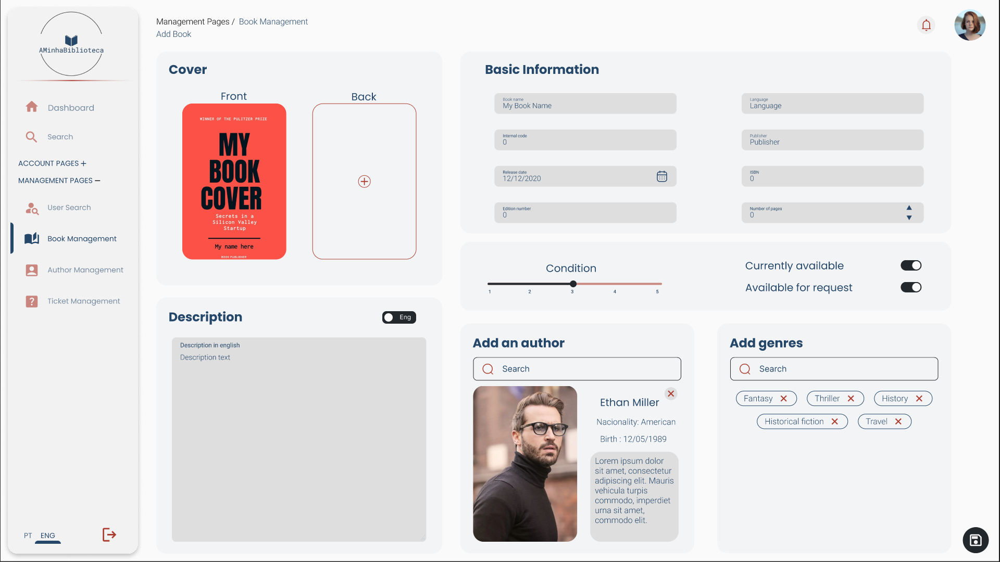 AMinhaBiblioteca
Dashboard
Search
ACCOUNT PAGES +
MANAGEMENT PAGES –
User Search
Book Management
Author Management
Ticket Management
PT ENG
Management Pages / Book Management
Add Book
Cover
Front
Back
WINNER OF THE PULITZER PRIZE
MY
BOOK
COVER
Secrets in a
Silicon Valley
Startup
My name here
BOOK PUBLISHER
Description
Eng
Description in english
Description text
Basic Information
Book name
My Book Name
Language
Language
Internal code
0
Publisher
Publisher
Release date
12/12/2020
ISBN
0
Edition number
0
Number of pages
0
Condition
1 2 3 4 5
Currently available
Available for request
Add an author
Search
Ethan Miller
Nacionality: American
Birth : 12/05/1989
Lorem ipsum dolor
sit amet, consectetur
adipiscing elit. Mauris
vehicula turpis
commodo, imperdiet
urna sit amet,
commodo elit.
Add genres
Search
Fantasy
Thriller
History
Historical fiction
Travel